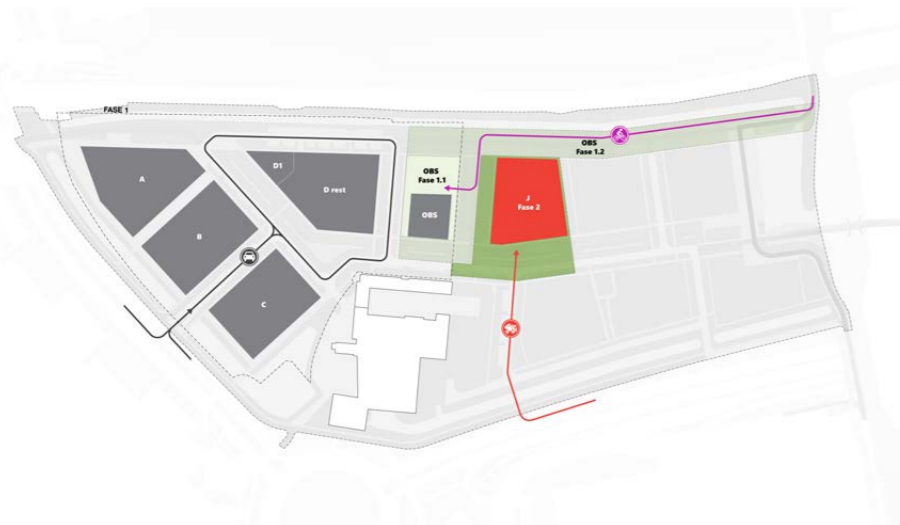 FASE 1
A
B
C
D1
D rest
OBS
Fase 1.1
OBS
OBS
Fase 1.2
J
Fase 2